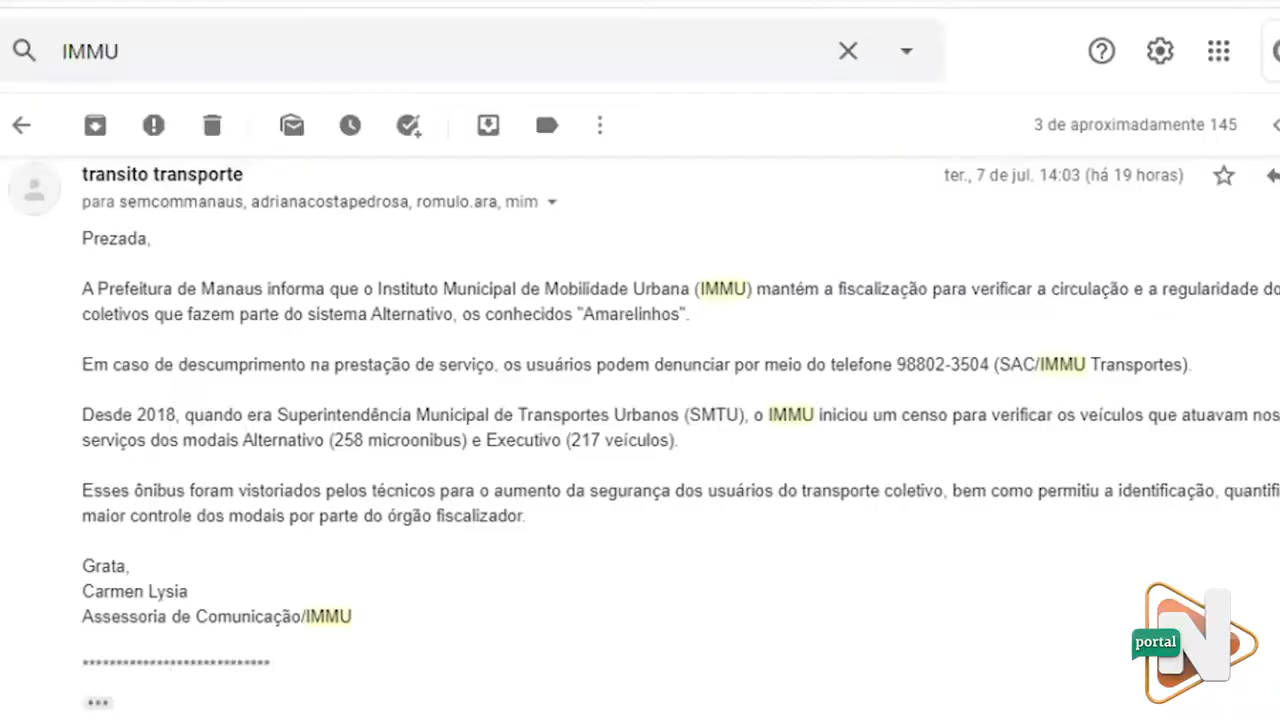 IMMU
3 de aproximadamente 145
transito transporte
ter., 7 de jul. 14:03 (há 19 horas)
para semcommanaus, adrianacostapedrosa, romulo.ara, mim
Prezada,
A Prefeitura de Manaus informa que o Instituto Municipal de Mobilidade Urbana (IMMU) mantém a fiscalização para verificar a circulação e a regularidade do
coletivos que fazem parte do sistema Alternativo, os conhecidos "Amarelinhos".
Em caso de descumprimento na prestação de serviço, os usuários podem denunciar por meio do telefone 98802-3504 (SAC/IMMU Transportes).
Desde 2018, quando era Superintendência Municipal de Transportes Urbanos (SMTU), o IMMU iniciou um censo para verificar os veículos que atuavam nos
serviços dos modais Alternativo (258 microonibus) e Executivo (217 veículos).
Esses ônibus foram vistoriados pelos técnicos para o aumento da segurança dos usuários do transporte coletivo, bem como permitiu a identificação, quantifi
maior controle dos modais por parte do órgão fiscalizador.
Grata,
Carmen Lysia
Assessoria de Comunicação/IMMU
****************************
portal N